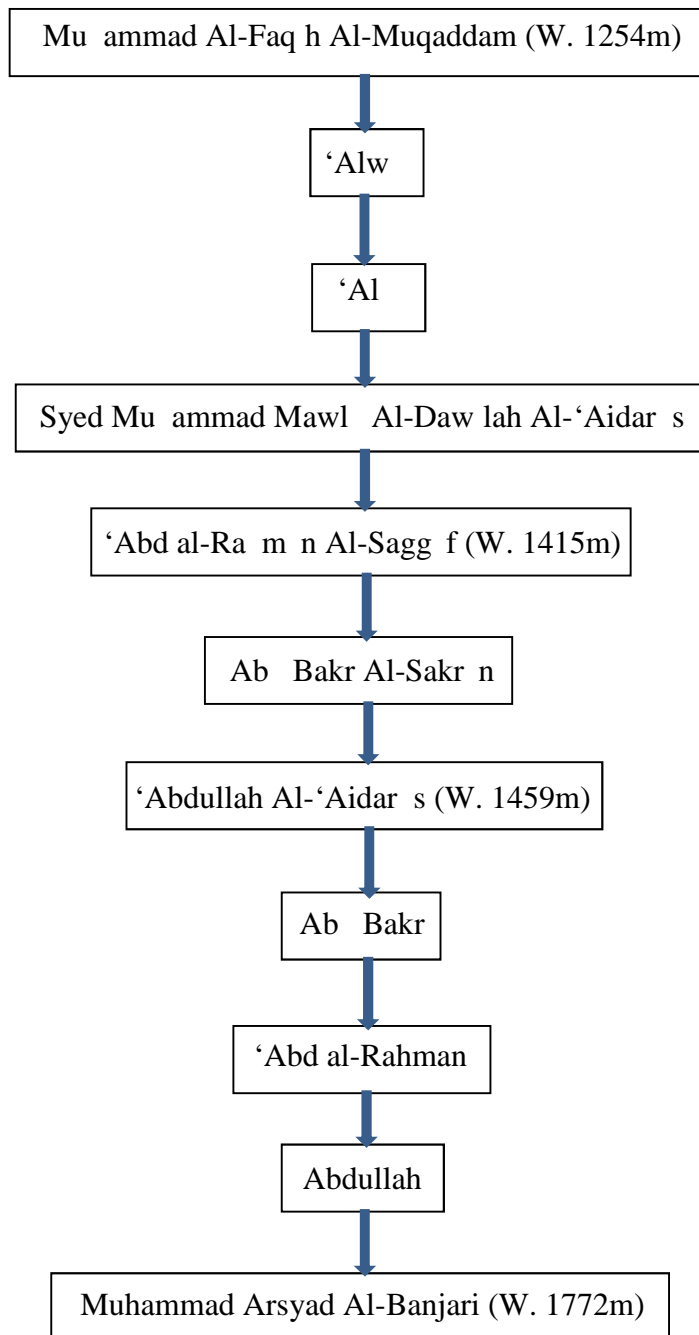 Mu ammad Al-Faq h Al-Muqaddam (W. 1254m)
‘Alw
‘Al
Syed Mu ammad Mawl Al-Daw lah Al-‘Aidar s
‘Abd al-Ra m n Al-Sagg f (W. 1415m)
Ab Bakr Al-Sakr n
‘Abdullah Al-‘Aidar s (W. 1459m)
Ab Bakr
‘Abd al-Rahman
Abdullah
Muhammad Arsyad Al-Banjari (W. 1772m)